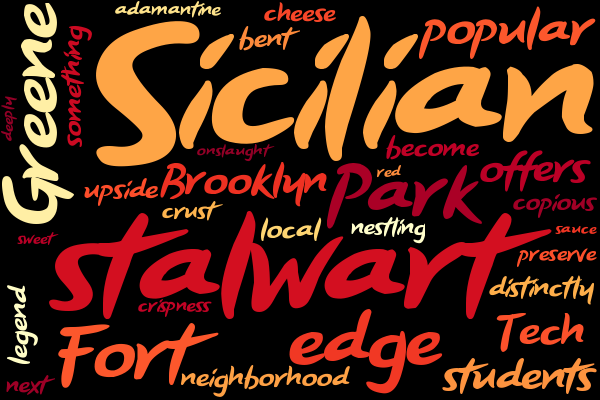 adamantine
cheese
popular
bent
Greene
something
deeply
Sicilian
onslaught
become
upside
Brooklyn
red
Park
offers
copious
crust
local
nestling
sweet
stalwart
sauce
preserve
distinctly
crispness
legend
Fort
edge
Tech
neighborhood
students
next